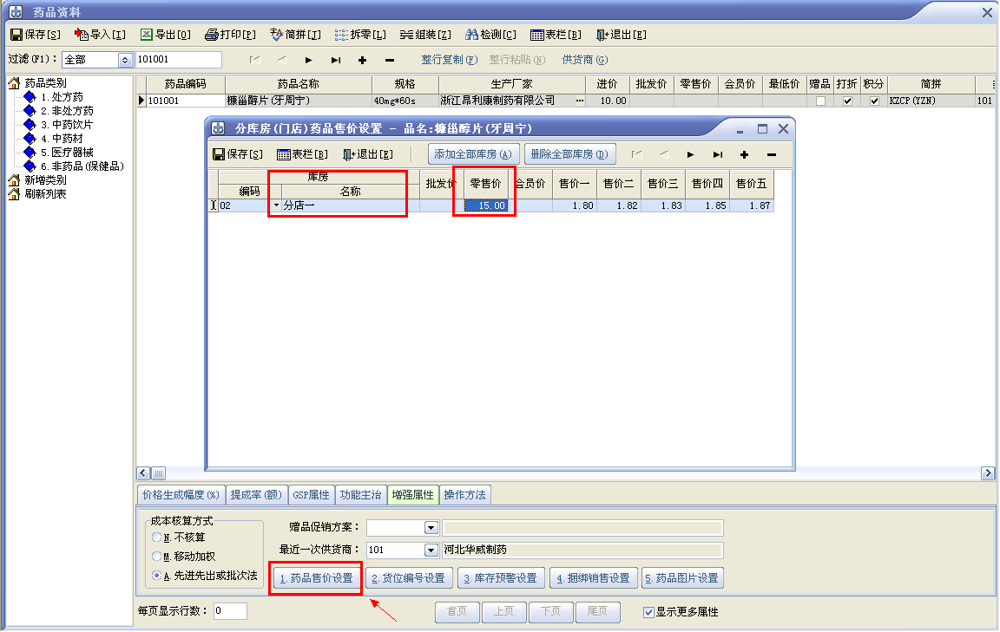 药品资料
保存[S] 导入[I] 导出[O] 打印[P] 简拼[J] 拆零[L] 组装[Z] 检测[C] 表栏[B] 退出[E]
过滤(F1): 全部 101001 整行复制(F) 整行粘贴(N) 供货商(G)
药品类别
1.处方药
2.非处方药
3.中药饮片
4.中药材
5.医疗器械
6.非药品(保健品)
新增类别
刷新列表
药品编码 药品名称 规格 生产厂家 进价 批发价 零售价 会员价 最低价 赠品 打折 积分 简拼
101001 糠甾醇片(牙周宁) 40mg*60s 浙江昂利康制药有限公司 ... 10.00 KZCP(YZN) 101
分库房(门店)药品售价设置 - 品名:糠甾醇片(牙周宁)
保存[S] 表栏[B] 退出[E] 添加全部库房(A) 删除全部库房(D)
库房 批发价 零售价 会员价 售价一 售价二 售价三 售价四 售价五
编码 名称
02 分店一 15.00 1.80 1.82 1.83 1.85 1.87
价格生成幅度(%) 提成率(额) GSP属性 功能主治 增强属性 操作方法
成本核算方式
N.不核算
M.移动加权
A.先进先出或批次法
赠品促销方案:
最近一次供货商: 101 河北华威制药
1.药品售价设置 2.货位编号设置 3.库存预警设置 4.捆绑销售设置 5.药品图片设置
每页显示行数: 0 首页 上页 下页 尾页 显示更多属性